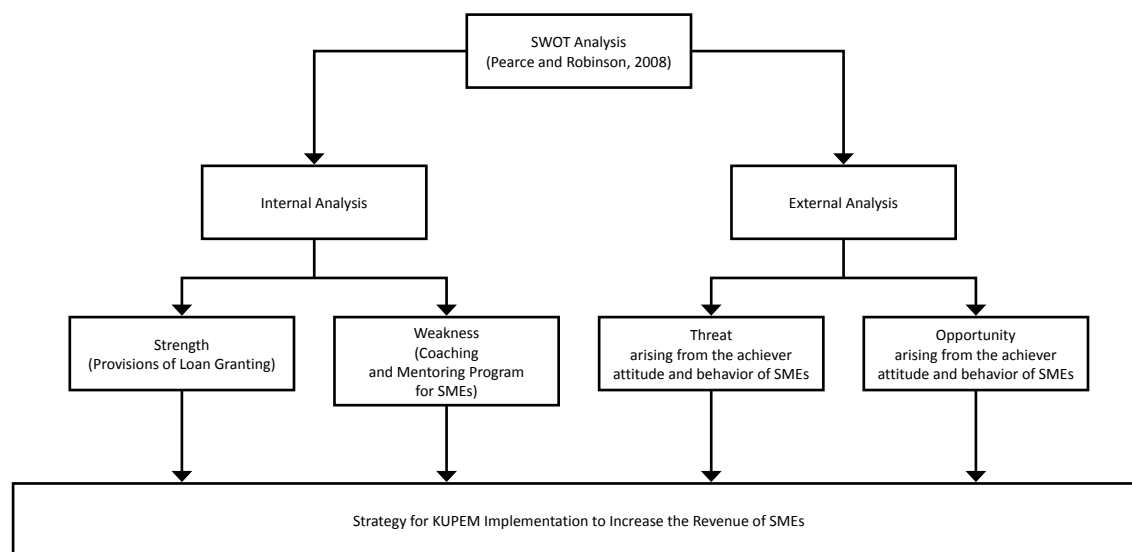 SWOT Analysis
(Pearce and Robinson, 2008)
Internal Analysis
External Analysis
Strength
(Provisions of Loan Granting)
Weakness
(Coaching
and Mentoring Program
for SMEs)
Threat
arising from the achiever
attitude and behavior of SMEs
Opportunity
arising from the achiever
attitude and behavior of SMEs
Strategy for KUPEM Implementation to Increase the Revenue of SMEs